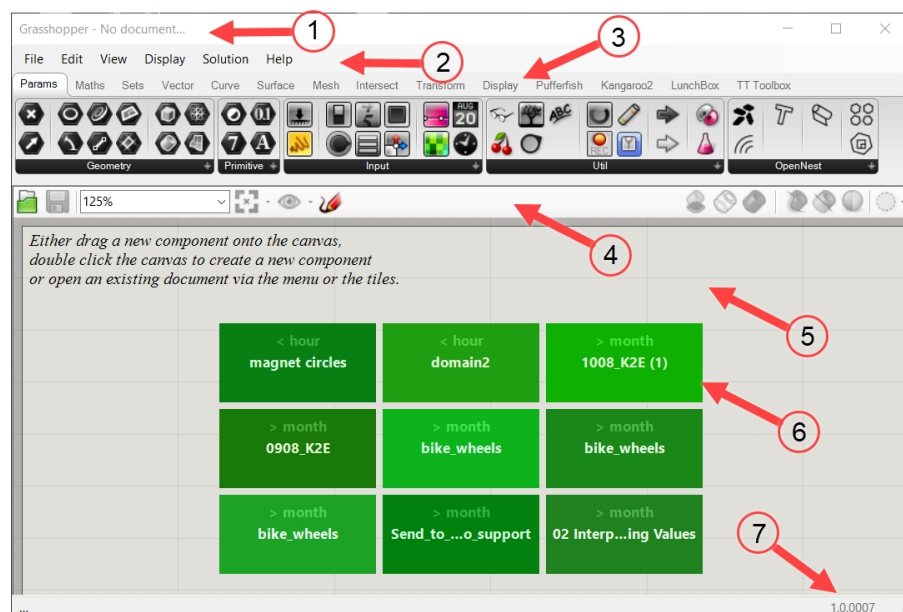 Grasshopper - No document...
1
File Edit View Display Solution Help
2
3
Params Maths Sets Vector Curve Surface Mesh Intersect Transform Display Pufferfish Kangaroo2 LunchBox TT Toolbox
0.1 AUG 20 ABC
7 A REC
Geometry Primitive Input Util OpenNest
125%
4
Either drag a new component onto the canvas,
double click the canvas to create a new component
or open an existing document via the menu or the tiles.
5
< hour < hour > month
magnet circles domain2 1008_K2E (1)
6
> month > month > month
0908_K2E bike_wheels bike_wheels
> month > month > month
bike_wheels Send_to_...o_support 02 Interp...ing Values
7
... 1.0.0007